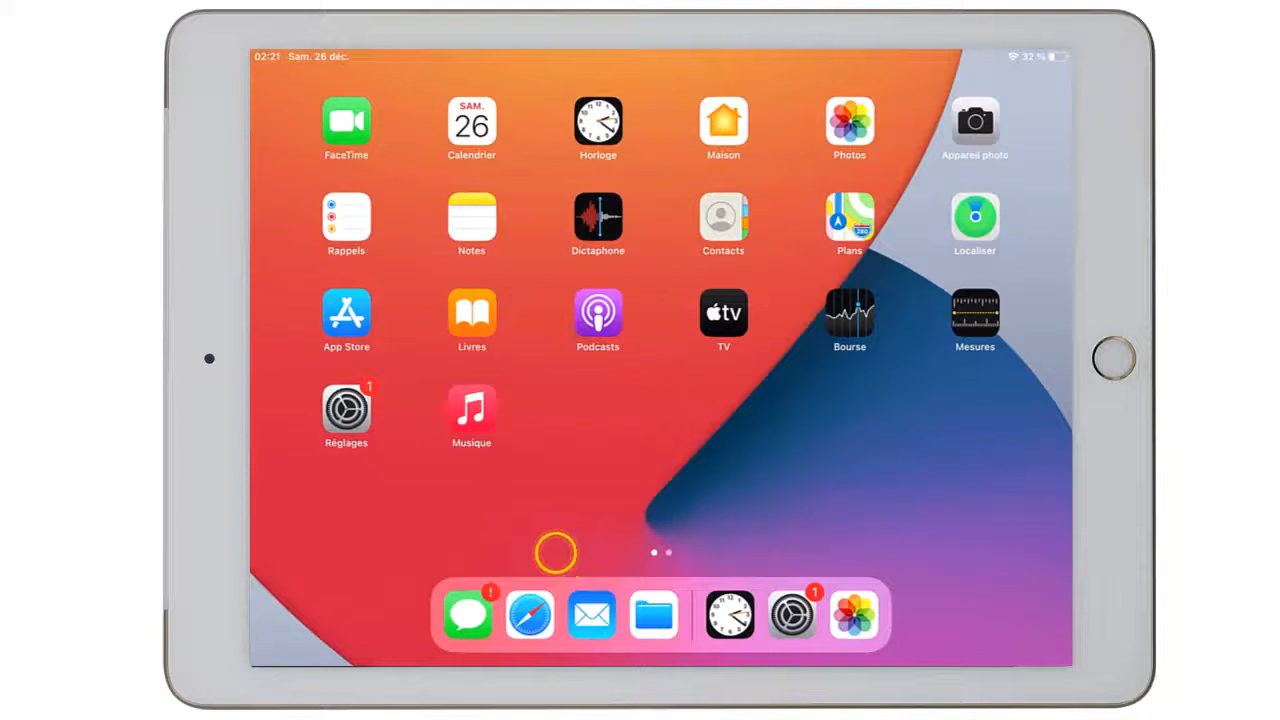 02:21 Sam. 26 déc. 32 %
SAM.
26
FaceTime Calendrier Horloge Maison Photos Appareil photo
280
Rappels Notes Dictaphone Contacts Plans Localiser
tv
App Store Livres Podcasts TV Bourse Mesures
1
Réglages Musique
! 1